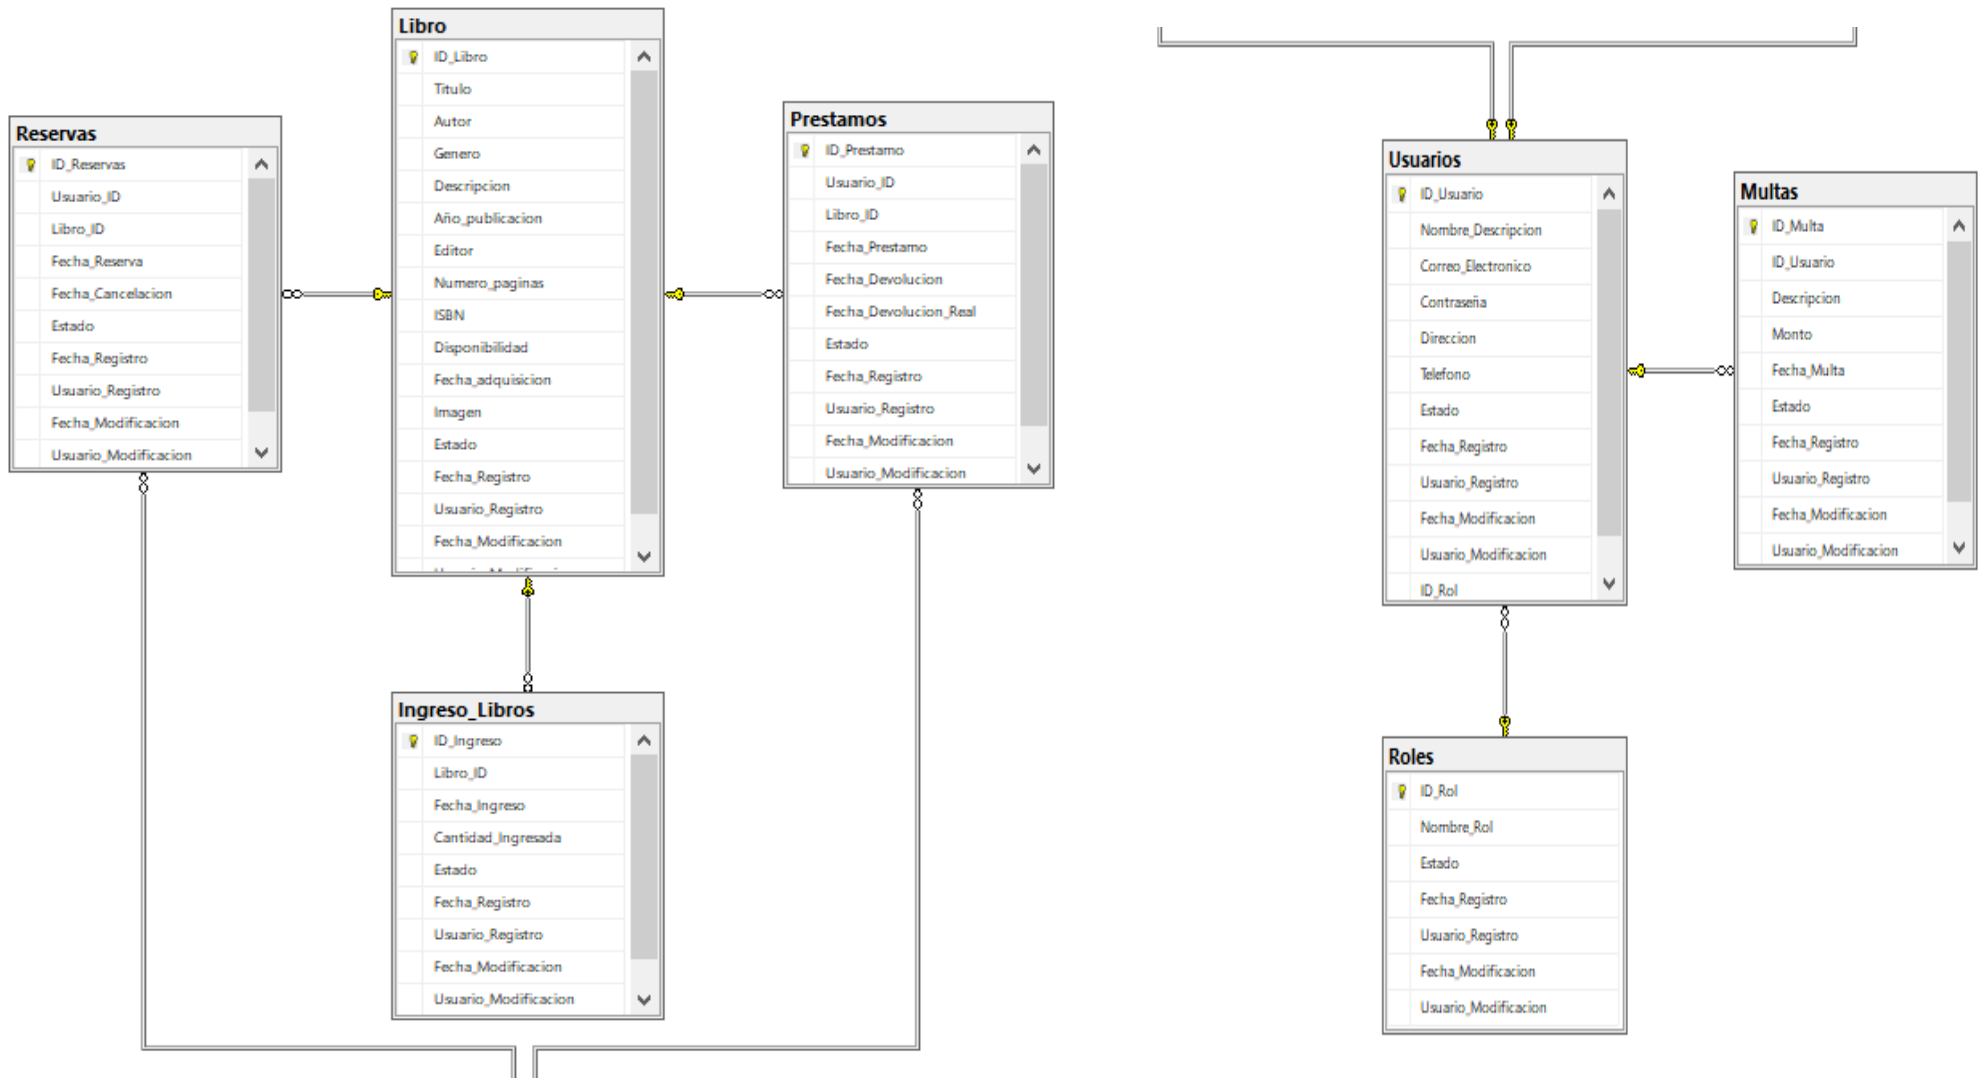 Libro
ID_Libro
Titulo
Autor
Genero
Descripcion
Año_publicacion
Editor
Numero_paginas
ISBN
Disponibilidad
Fecha_adquisicion
Imagen
Estado
Fecha_Registro
Usuario_Registro
Fecha_Modificacion
Reservas
ID_Reservas
Usuario_ID
Libro_ID
Fecha_Reserva
Fecha_Cancelacion
Estado
Fecha_Registro
Usuario_Registro
Fecha_Modificacion
Usuario_Modificacion
Prestamos
ID_Prestamo
Usuario_ID
Libro_ID
Fecha_Prestamo
Fecha_Devolucion
Fecha_Devolucion_Real
Estado
Fecha_Registro
Usuario_Registro
Fecha_Modificacion
Usuario_Modificacion
Ingreso_Libros
ID_Ingreso
Libro_ID
Fecha_Ingreso
Cantidad_Ingresada
Estado
Fecha_Registro
Usuario_Registro
Fecha_Modificacion
Usuario_Modificacion
Usuarios
ID_Usuario
Nombre_Descripcion
Correo_Electronico
Contraseña
Direccion
Telefono
Estado
Fecha_Registro
Usuario_Registro
Fecha_Modificacion
Usuario_Modificacion
ID_Rol
Multas
ID_Multa
ID_Usuario
Descripcion
Monto
Fecha_Multa
Estado
Fecha_Registro
Usuario_Registro
Fecha_Modificacion
Usuario_Modificacion
Roles
ID_Rol
Nombre_Rol
Estado
Fecha_Registro
Usuario_Registro
Fecha_Modificacion
Usuario_Modificacion